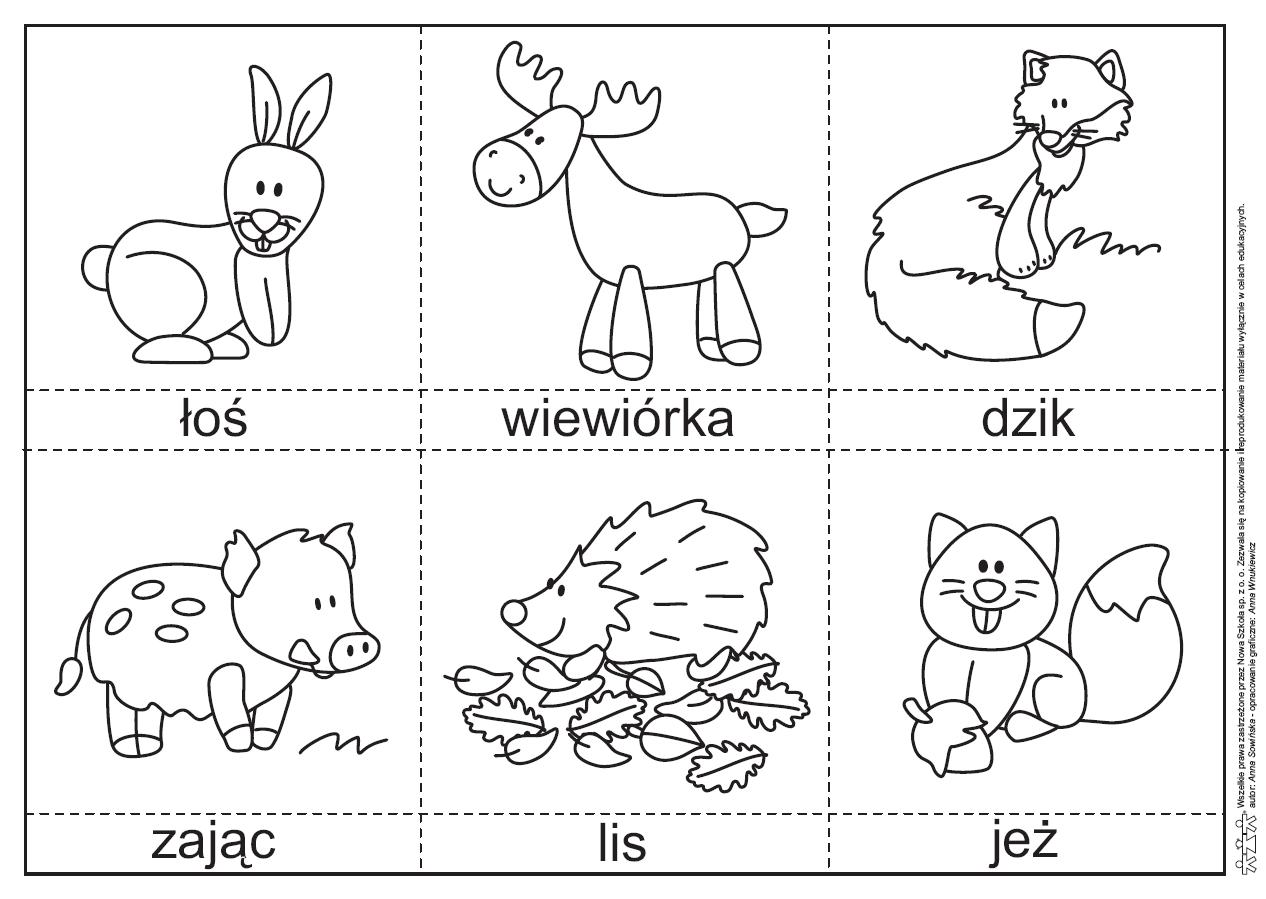 łoś
wiewiórka
dzik
zając
lis
jeż
Wszelkie prawa zastrzeżone przez Nowa Szkoła sp. z o. o. Zezwala się na kopiowanie i reprodukowanie materiału wyłącznie w celach edukacyjnych.
autor: Anna Sowińska - opracowanie graficzne: Anna Wnukiewicz